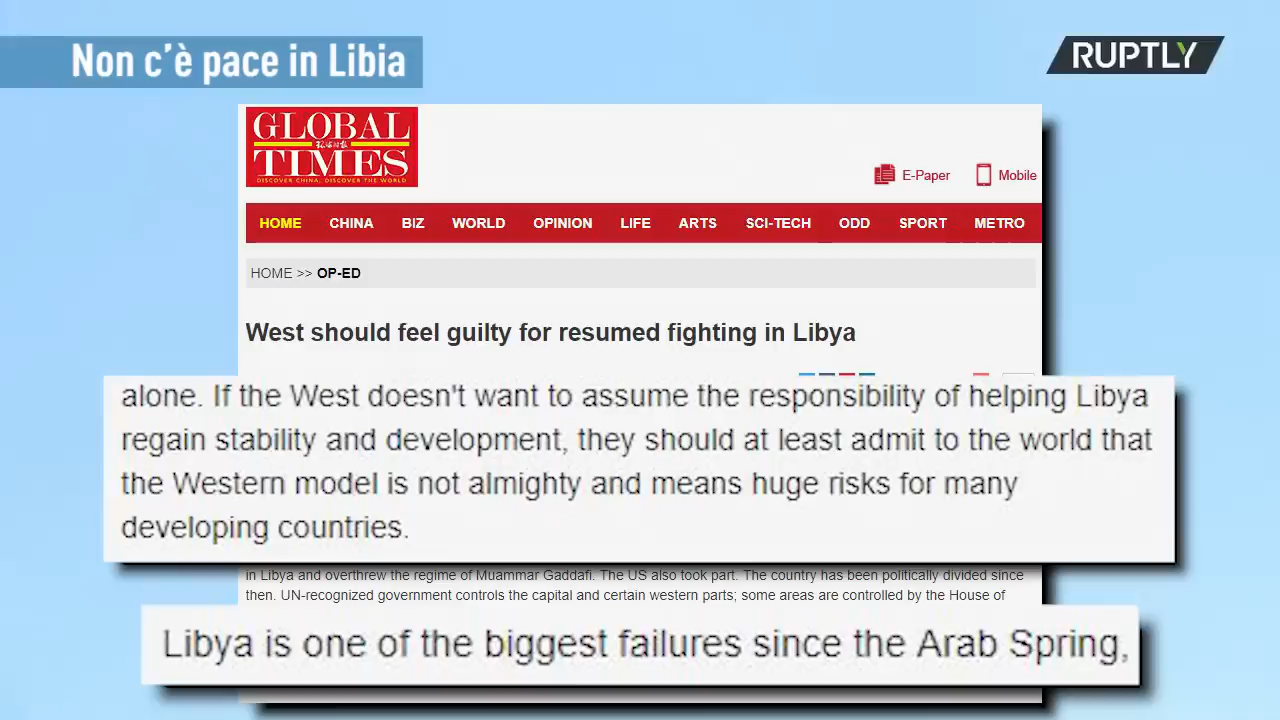 Non c'è pace in Libia
RUPTLY
GLOBAL
环球时报
TIMES
DISCOVER CHINA, DISCOVER THE WORLD
E-Paper
Mobile
HOME CHINA BIZ WORLD OPINION LIFE ARTS SCI-TECH ODD SPORT METRO
HOME >> OP-ED
West should feel guilty for resumed fighting in Libya
alone. If the West doesn't want to assume the responsibility of helping Libya
regain stability and development, they should at least admit to the world that
the Western model is not almighty and means huge risks for many
developing countries.
in Libya and overthrew the regime of Muammar Gaddafi. The US also took part. The country has been politically divided since
then. UN-recognized government controls the capital and certain western parts; some areas are controlled by the House of
Libya is one of the biggest failures since the Arab Spring,